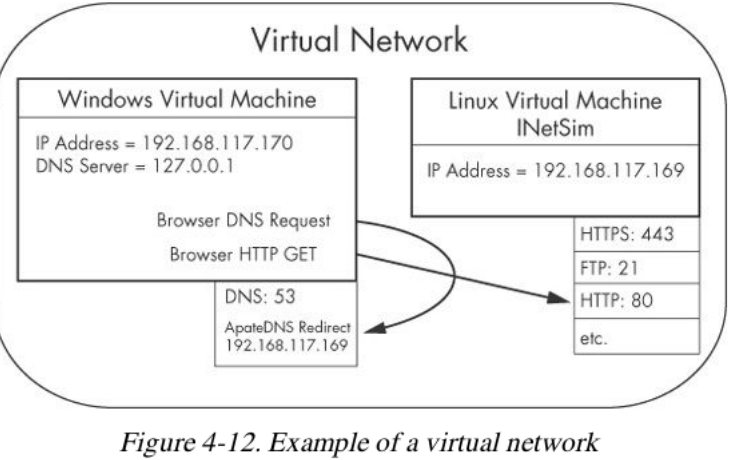 Virtual Network
Windows Virtual Machine
IP Address = 192.168.117.170
DNS Server = 127.0.0.1
Browser DNS Request
Browser HTTP GET
DNS: 53
ApateDNS Redirect
192.168.117.169
Linux Virtual Machine
INetSim
IP Address = 192.168.117.169
HTTPS: 443
FTP: 21
HTTP: 80
etc.
Figure 4-12. Example of a virtual network